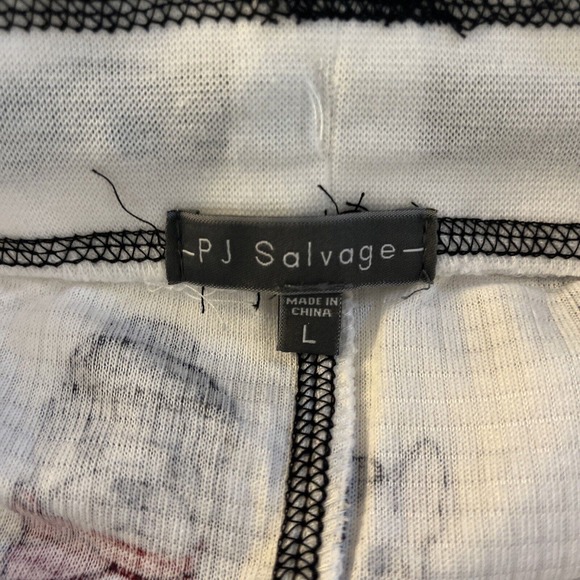 -PJ Salvage-
MADE IN
CHINA
L